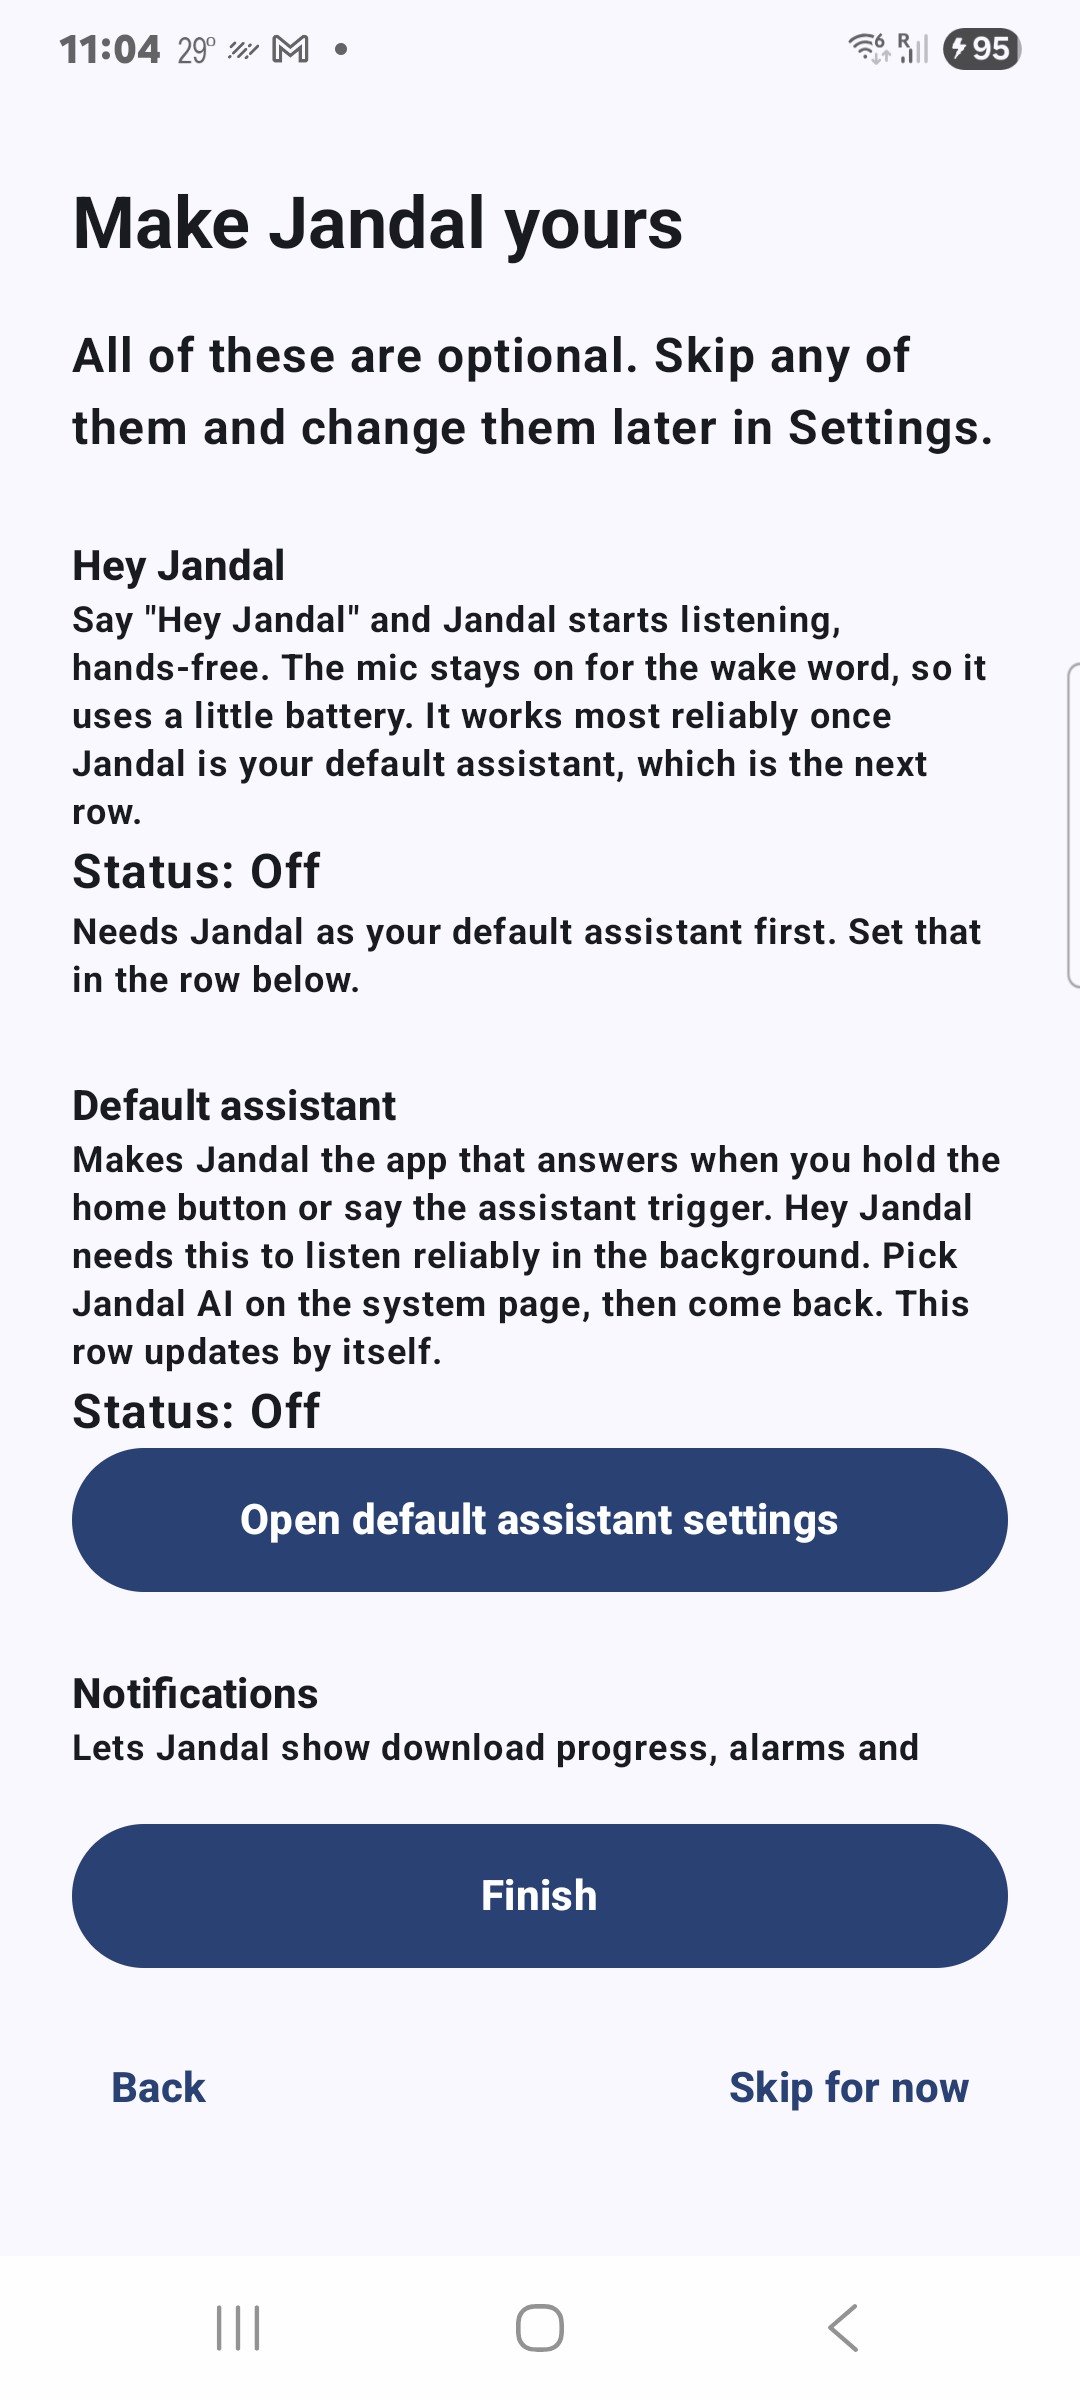 11:04 29°
6 R 95
Make Jandal yours
All of these are optional. Skip any of
them and change them later in Settings.
Hey Jandal
Say "Hey Jandal" and Jandal starts listening,
hands-free. The mic stays on for the wake word, so it
uses a little battery. It works most reliably once
Jandal is your default assistant, which is the next
row.
Status: Off
Needs Jandal as your default assistant first. Set that
in the row below.
Default assistant
Makes Jandal the app that answers when you hold the
home button or say the assistant trigger. Hey Jandal
needs this to listen reliably in the background. Pick
Jandal AI on the system page, then come back. This
row updates by itself.
Status: Off
Open default assistant settings
Notifications
Lets Jandal show download progress, alarms and
Finish
Back
Skip for now